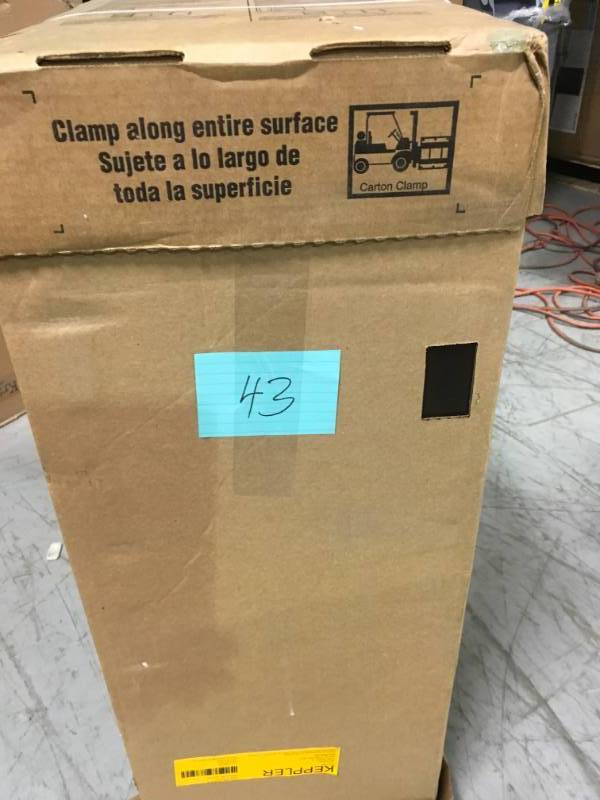 Clamp along entire surface
Sujete a lo largo de
toda la superficie
Carton Clamp
43
KEPPLER